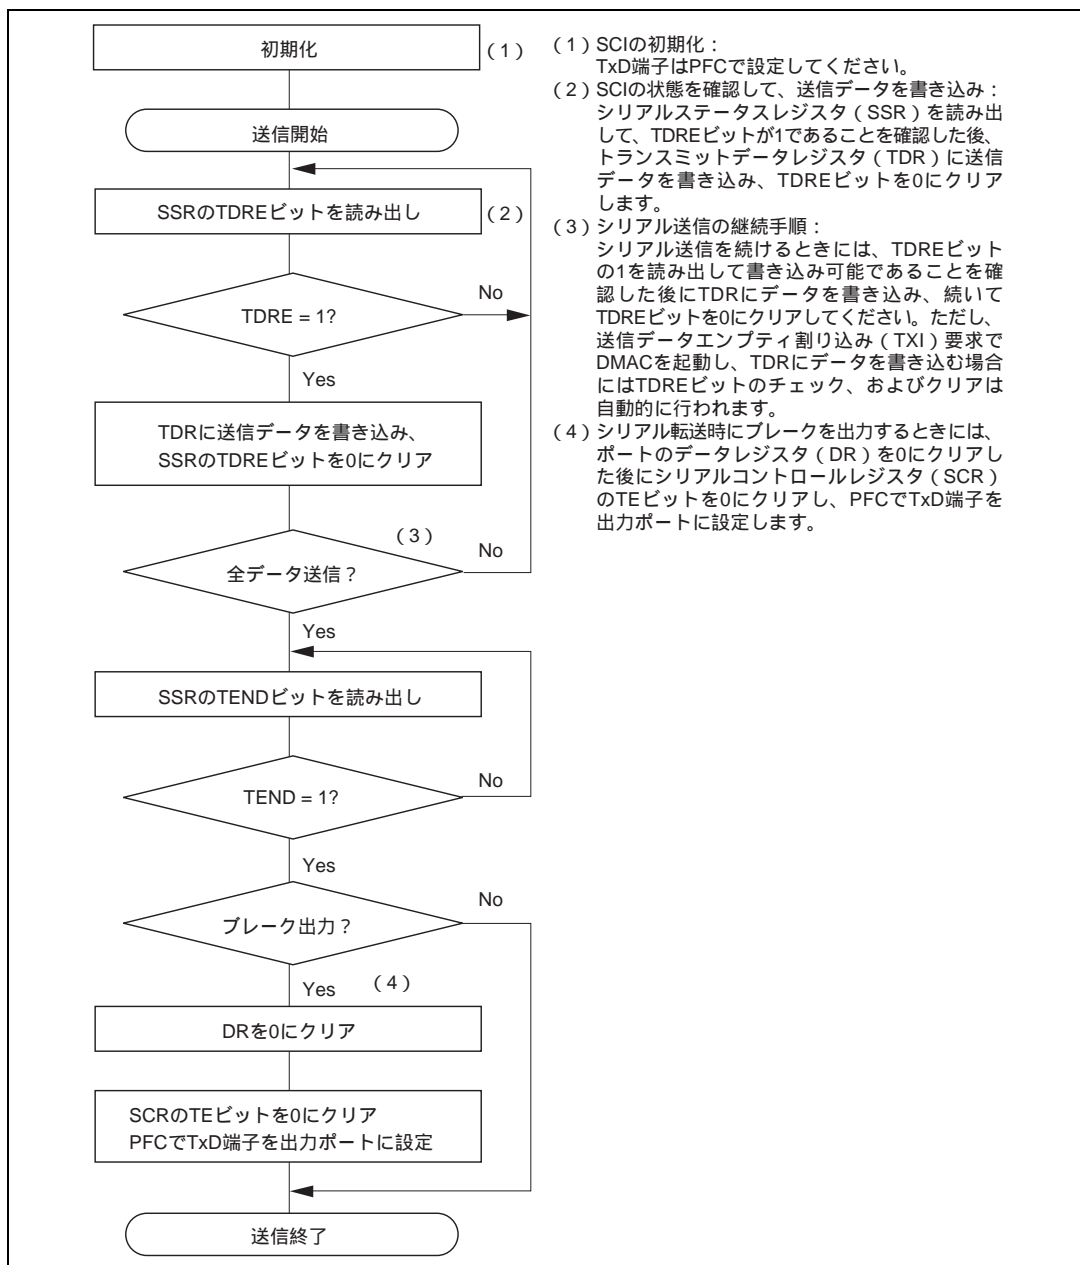 初期化
(1)
送信開始
SSRのTDREビットを読み出し
(2)
TDRE = 1?
No
Yes
TDRに送信データを書き込み、
SSRのTDREビットを0にクリア
(3)
全データ送信？
No
Yes
SSRのTENDビットを読み出し
TEND = 1?
No
Yes
ブレーク出力？
No
Yes
(4)
DRを0にクリア
SCRのTEビットを0にクリア
PFCでTxD端子を出力ポートに設定
送信終了
(1) SCIの初期化：
TxD端子はPFCで設定してください。
(2) SCIの状態を確認して、送信データを書き込み：
シリアルステータスレジスタ（SSR）を読み出
して、TDREビットが1であることを確認した後、
トランスミットデータレジスタ（TDR）に送信
データを書き込み、TDREビットを0にクリア
します。
(3) シリアル送信の継続手順：
シリアル送信を続けるときには、TDREビット
の1を読み出して書き込み可能であることを確
認した後にTDRにデータを書き込み、続いて
TDREビットを0にクリアしてください。ただし、
送信データエンプティ割り込み（TXI）要求で
DMACを起動し、TDRにデータを書き込む場合
にはTDREビットのチェック、およびクリアは
自動的に行われます。
(4) シリアル転送時にブレークを出力するときには、
ポートのデータレジスタ（DR）を0にクリアし
た後にシリアルコントロールレジスタ（SCR）
のTEビットを0にクリアし、PFCでTxD端子を
出力ポートに設定します。